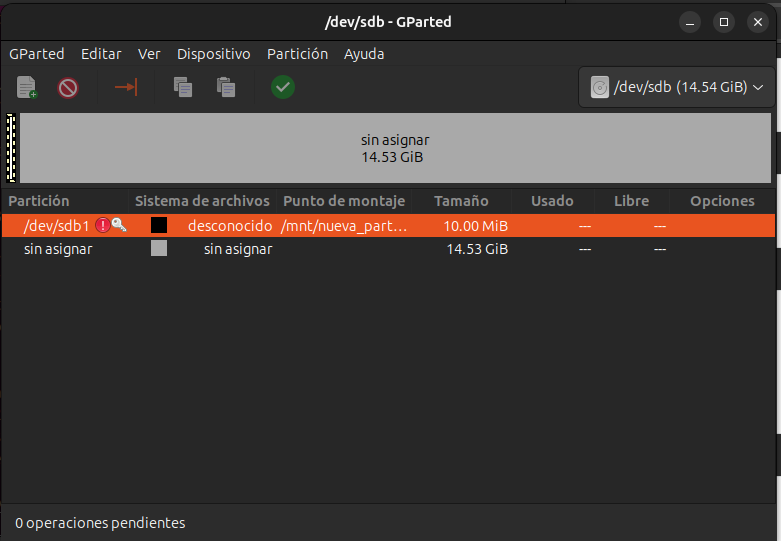 /dev/sdb - GParted
GParted Editar Ver Dispositivo Partición Ayuda
/dev/sdb (14.54 GiB)
sin asignar
14.53 GiB
Partición Sistema de archivos Punto de montaje Tamaño Usado Libre Opciones
/dev/sdb1 desconocido /mnt/nueva_part... 10.00 MiB --- ---
sin asignar sin asignar 14.53 GiB --- ---
0 operaciones pendientes